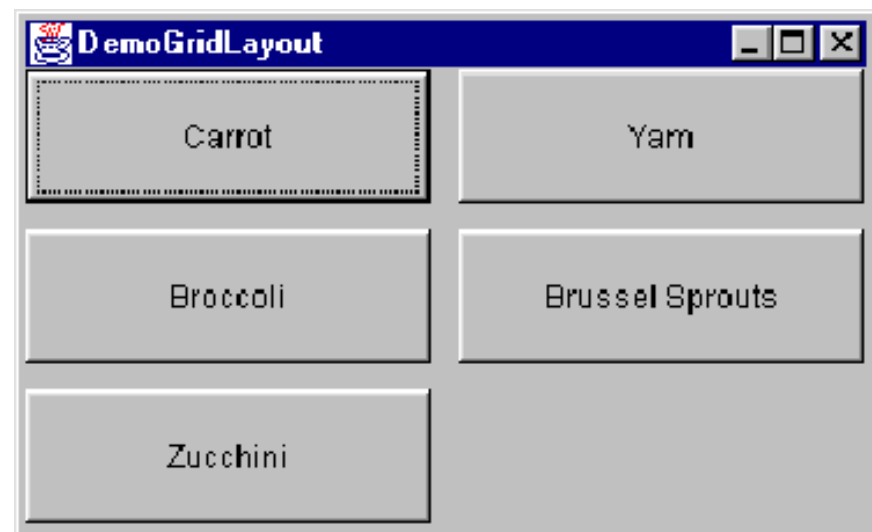 DemoGridLayout
Carrot
Yam
Broccoli
Brussel Sprouts
Zucchini